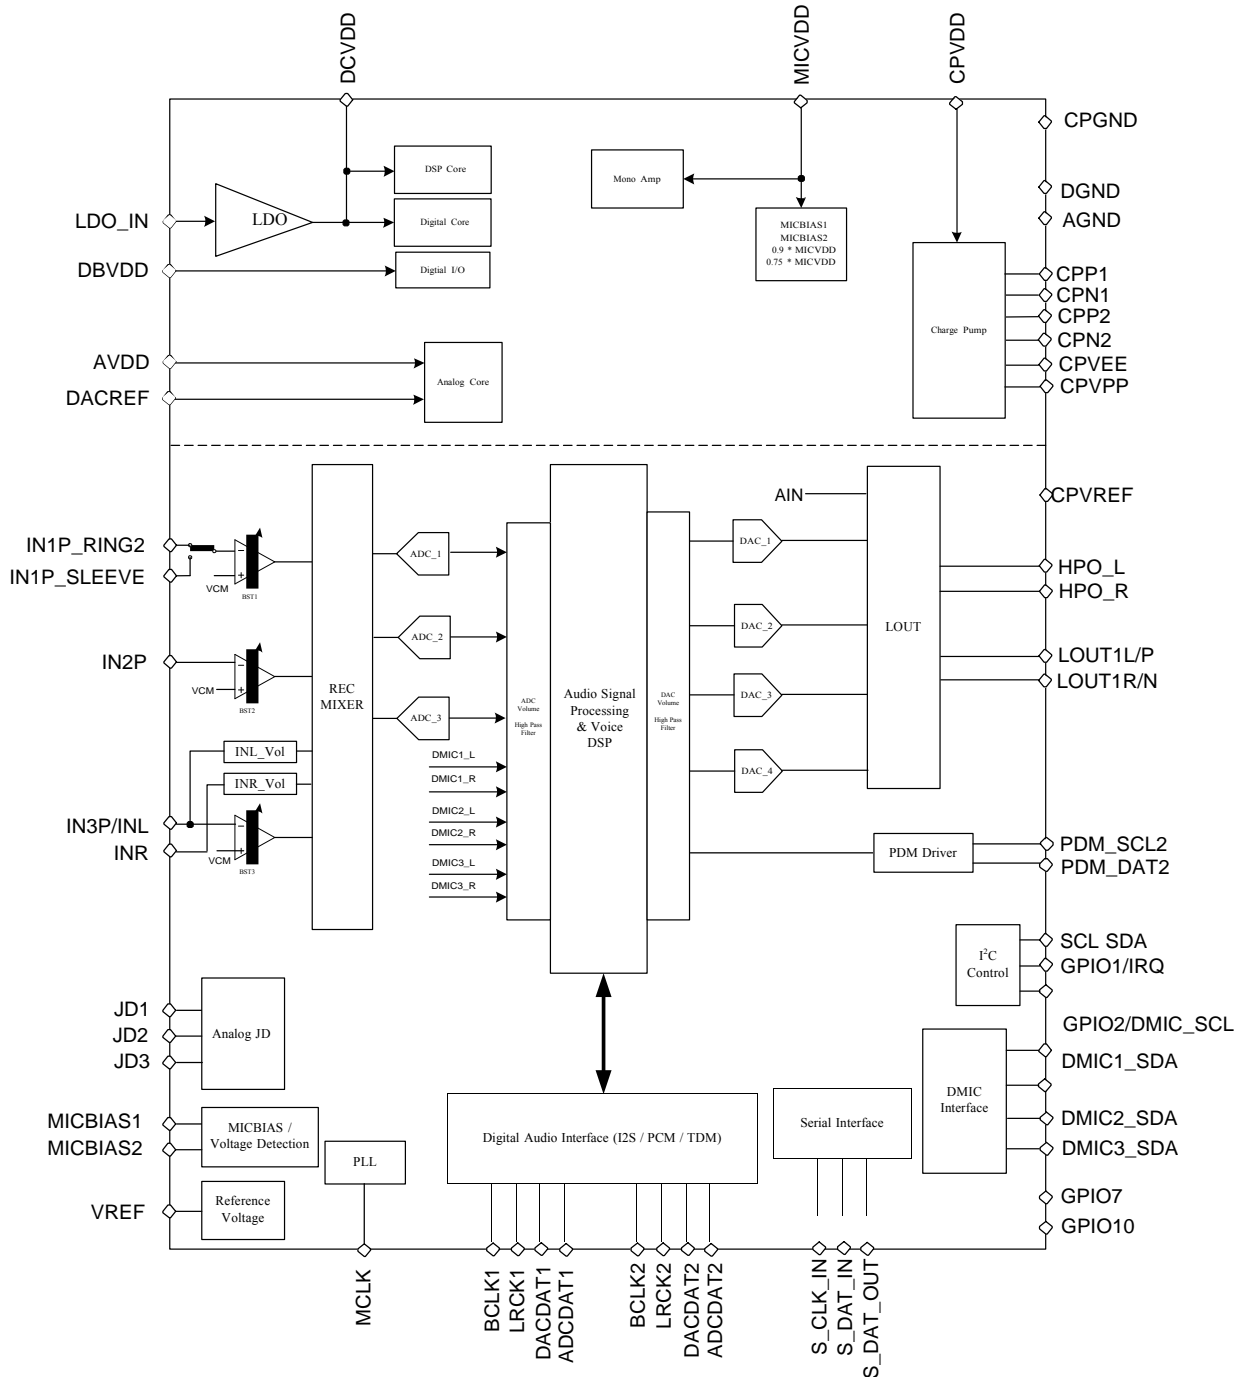 DCVDD
MICVDD
CPVDD
CPGND
DSP Core
Mono Amp
DGND
LDO_IN
LDO
Digital Core
AGND
MICBIAS1
MICBIAS2
0.9 * MICVDD
0.75 * MICVDD
DBVDD
Digtial I/O
CPP1
CPN1
CPP2
Charge Pump
CPN2
AVDD
CPVEE
Analog Core
CPVPP
DACREF
AIN
CPVREF
IN1P_RING2
ADC_1
DAC_1
IN1P_SLEEVE
VCM
BST1
HPO_L
HPO_R
ADC_2
DAC_2
LOUT
IN2P
LOUT1L/P
LOUT1R/N
VCM
BST2
REC
MIXER
ADC_3
ADC
Volume
High Pass
Filter
Audio Signal
Processing
& Voice
DSP
DAC
Volume
High Pass
Filter
DAC_3
INL_Vol
DMIC1_L
INR_Vol
DMIC1_R
DAC_4
IN3P/INL
DMIC2_L
DMIC2_R
INR
VCM
BST3
DMIC3_L
DMIC3_R
PDM Driver
PDM_SCL2
PDM_DAT2
I2C
Control
SCL SDA
GPIO1/IRQ
JD1
JD2
JD3
Analog JD
GPIO2/DMIC_SCL
DMIC1_SDA
DMIC
Interface
DMIC2_SDA
DMIC3_SDA
MICBIAS1
MICBIAS2
MICBIAS /
Voltage Detection
Digital Audio Interface (I2S / PCM / TDM)
Serial Interface
PLL
VREF
Reference
Voltage
GPIO7
GPIO10
MCLK
BCLK1
LRCK1
DACDAT1
ADCDAT1
BCLK2
LRCK2
DACDAT2
ADCDAT2
S_CLK_IN
S_DAT_IN
S_DAT_OUT